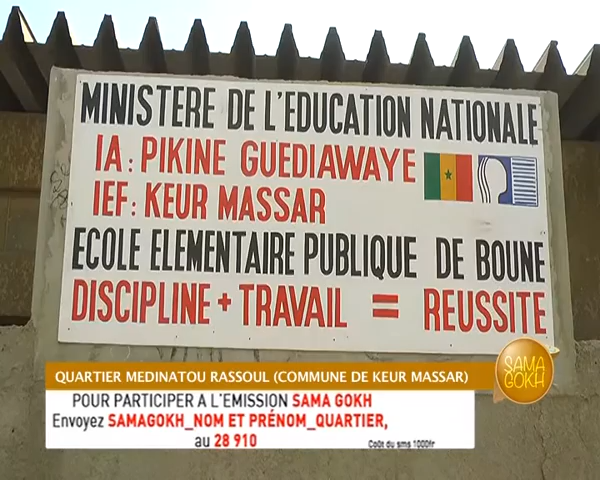 MINISTERE DE L'EDUCATION NATIONALE
IA: PIKINE GUEDIAWAYE
IEF: KEUR MASSAR
ECOLE ELEMENTAIRE PUBLIQUE DE BOUNE
DISCIPLINE + TRAVAIL = REUSSITE
SAMA
GOKH
QUARTIER MEDINATOU RASSOUL (COMMUNE DE KEUR MASSAR)
POUR PARTICIPER A L'EMISSION SAMA GOKH
Envoyez SAMAGOKH_NOM ET PRÉNOM_QUARTIER,
au 28 910
Coût du sms 1000fr